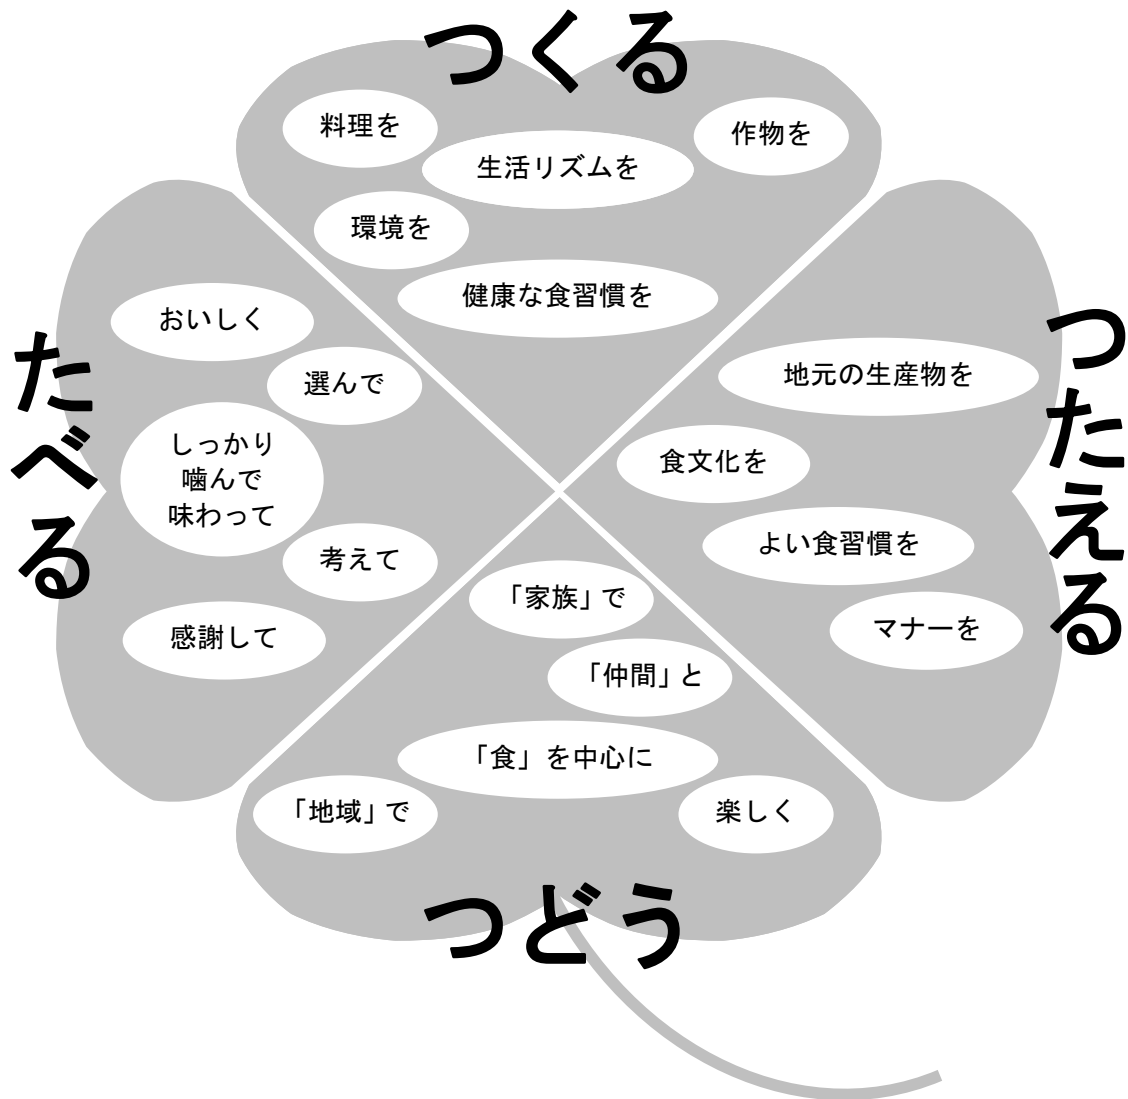 つくる
料理を
作物を
生活リズムを
環境を
健康な食習慣を
たべる
おいしく
選んで
しっかり
噛んで
味わって
考えて
感謝して
つたえる
地元の生産物を
食文化を
よい食習慣を
マナーを
「家族」で
「仲間」と
「食」を中心に
「地域」で
楽しく
つどう